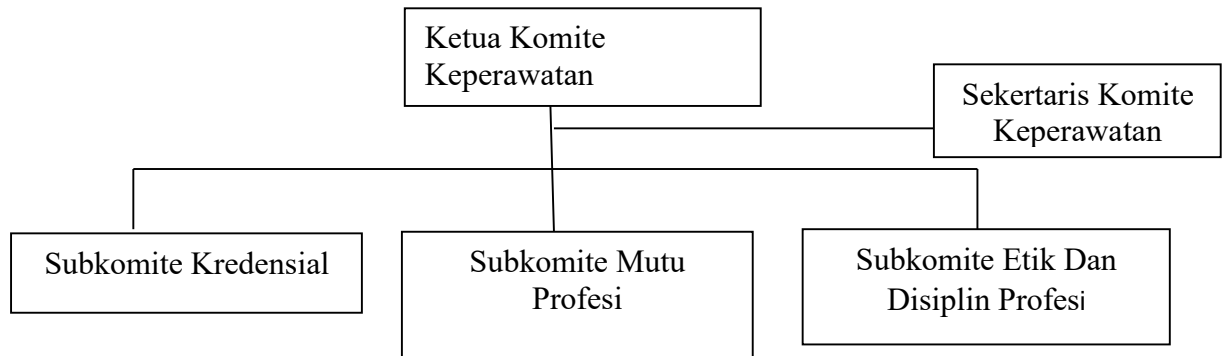 Ketua Komite
Keperawatan
Sekertaris Komite
Keperawatan
Subkomite Kredensial
Subkomite Mutu
Profesi
Subkomite Etik Dan
Disiplin Profesi